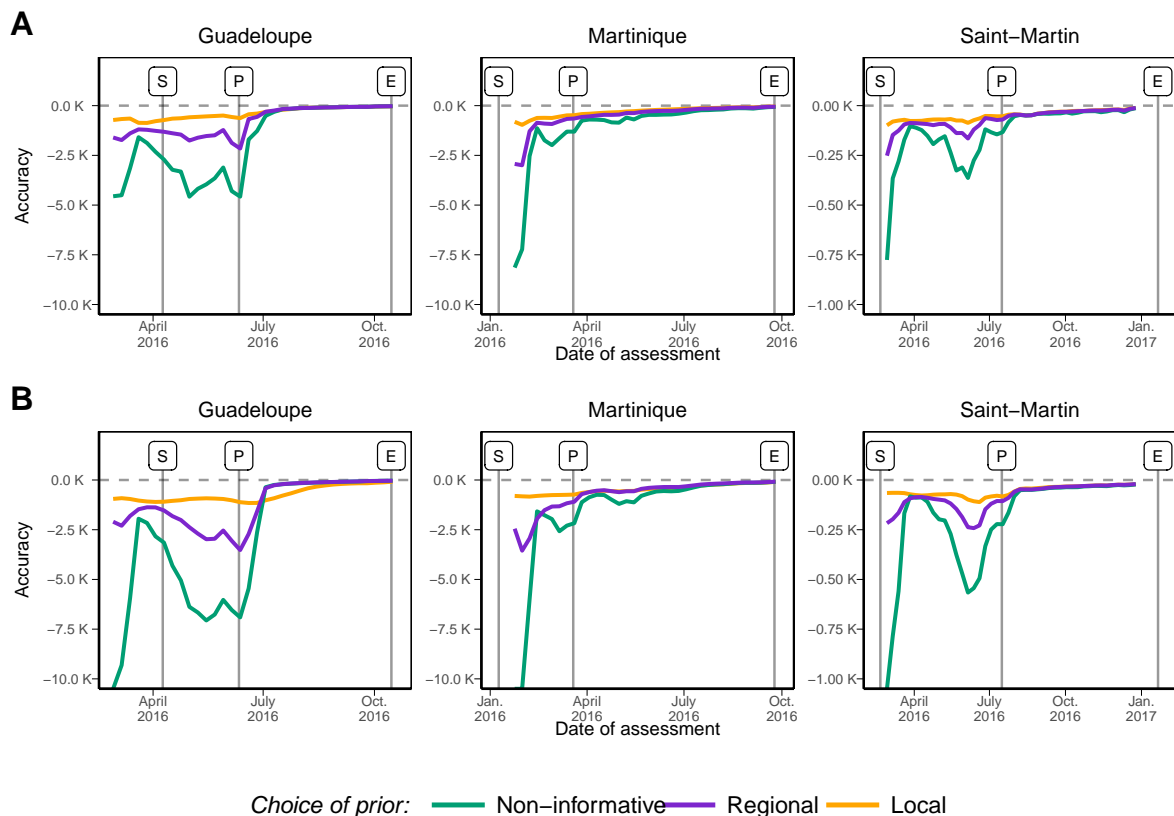 A
Guadeloupe Martinique Saint−Martin
S P E S P E S P E
Accuracy
0.0 K 0.0 K 0.00 K
−2.5 K −2.5 K −0.25 K
−5.0 K −5.0 K −0.50 K
−7.5 K −7.5 K −0.75 K
−10.0 K −10.0 K −1.00 K
April July Oct. Jan. April July Oct. April July Oct. Jan.
2016 2016 2016 2016 2016 2016 2016 2016 2016 2016 2017
Date of assessment
B
Guadeloupe Martinique Saint−Martin
S P E S P E S P E
Accuracy
0.0 K 0.0 K 0.00 K
−2.5 K −2.5 K −0.25 K
−5.0 K −5.0 K −0.50 K
−7.5 K −7.5 K −0.75 K
−10.0 K −10.0 K −1.00 K
April July Oct. Jan. April July Oct. April July Oct. Jan.
2016 2016 2016 2016 2016 2016 2016 2016 2016 2016 2017
Date of assessment
Choice of prior: Non−informative Regional Local